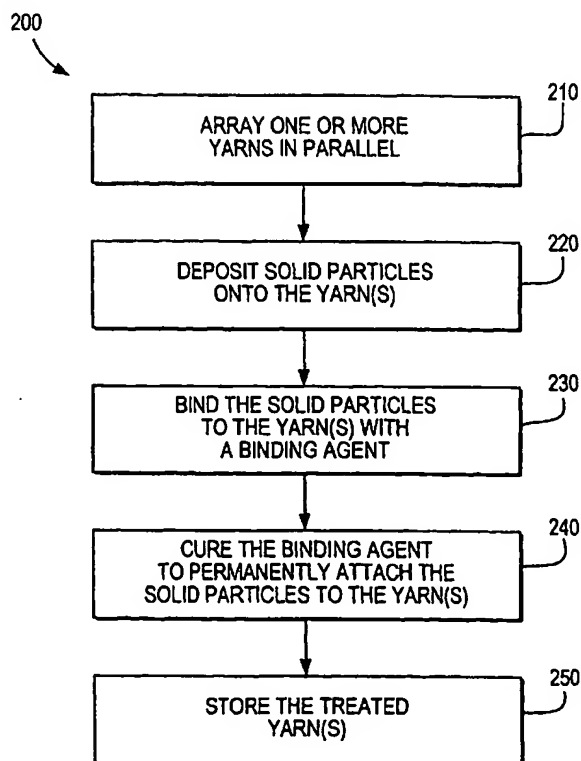 200
210
ARRAY ONE OR MORE
YARNS IN PARALLEL
220
DEPOSIT SOLID PARTICLES
ONTO THE YARN(S)
230
BIND THE SOLID PARTICLES
TO THE YARN(S) WITH
A BINDING AGENT
240
CURE THE BINDING AGENT
TO PERMANENTLY ATTACH THE
SOLID PARTICLES TO THE YARN(S)
250
STORE THE TREATED
YARN(S)